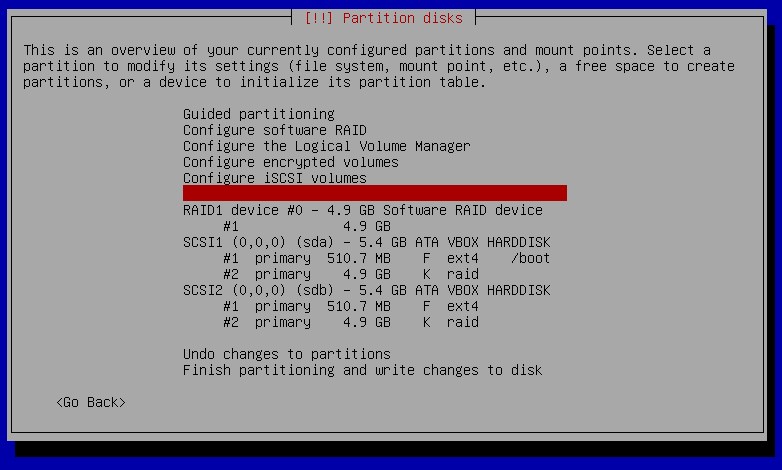 [!!] Partition disks
This is an overview of your currently configured partitions and mount points. Select a
partition to modify its settings (file system, mount point, etc.), a free space to create
partitions, or a device to initialize its partition table.
Guided partitioning
Configure software RAID
Configure the Logical Volume Manager
Configure encrypted volumes
Configure iSCSI volumes
RAID1 device #0 – 4.9 GB Software RAID device
#1 4.9 GB
SCSI1 (0,0,0) (sda) – 5.4 GB ATA VBOX HARDDISK
#1 primary 510.7 MB F ext4 /boot
#2 primary 4.9 GB K raid
SCSI2 (0,0,0) (sdb) – 5.4 GB ATA VBOX HARDDISK
#1 primary 510.7 MB F ext4
#2 primary 4.9 GB K raid
Undo changes to partitions
Finish partitioning and write changes to disk
<Go Back>